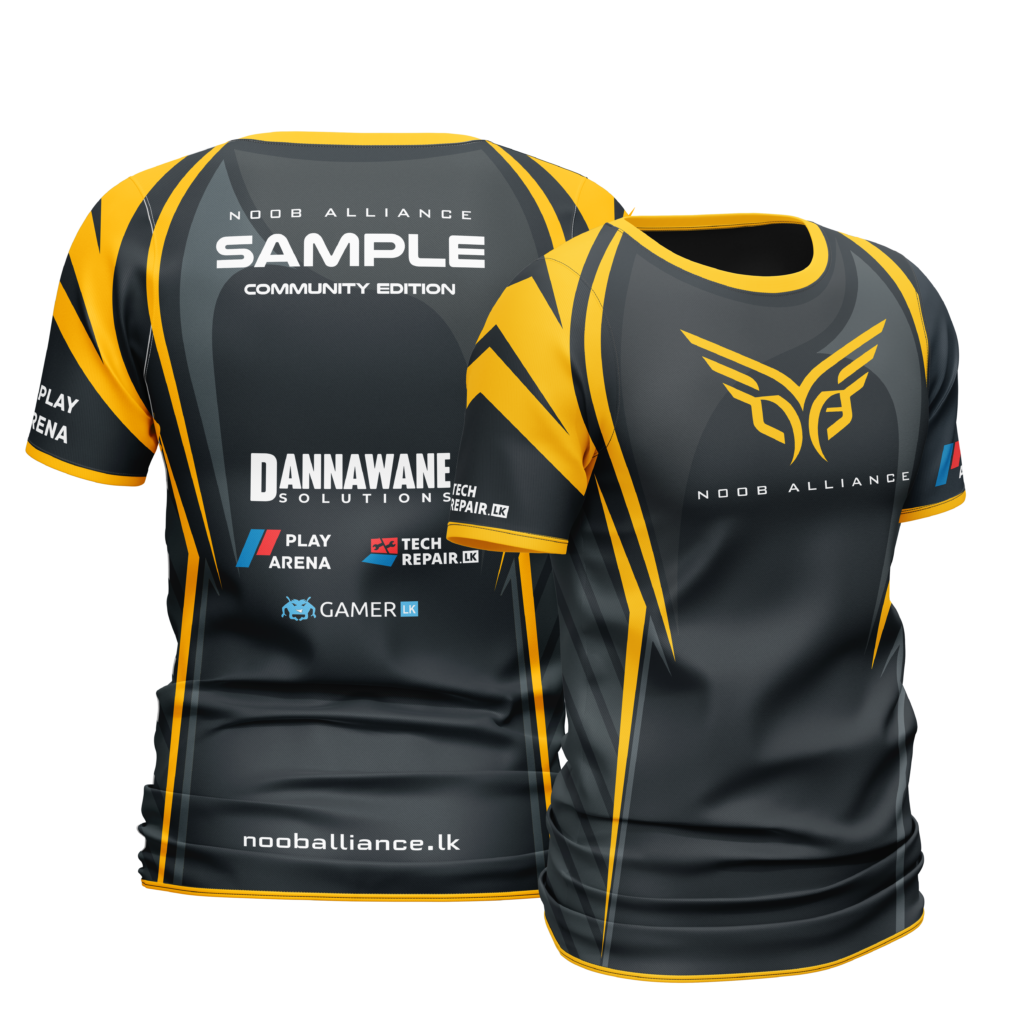 NOOB ALLIANCE
SAMPLE
COMMUNITY EDITION
PLAY
ARENA
DANNAWANE
SOLUTIONS
PLAY
ARENA
TECH
REPAIR.LK
GAMER LK
nooballiance.lk
TECH
REPAIR.LK
NOOB ALLIANCE